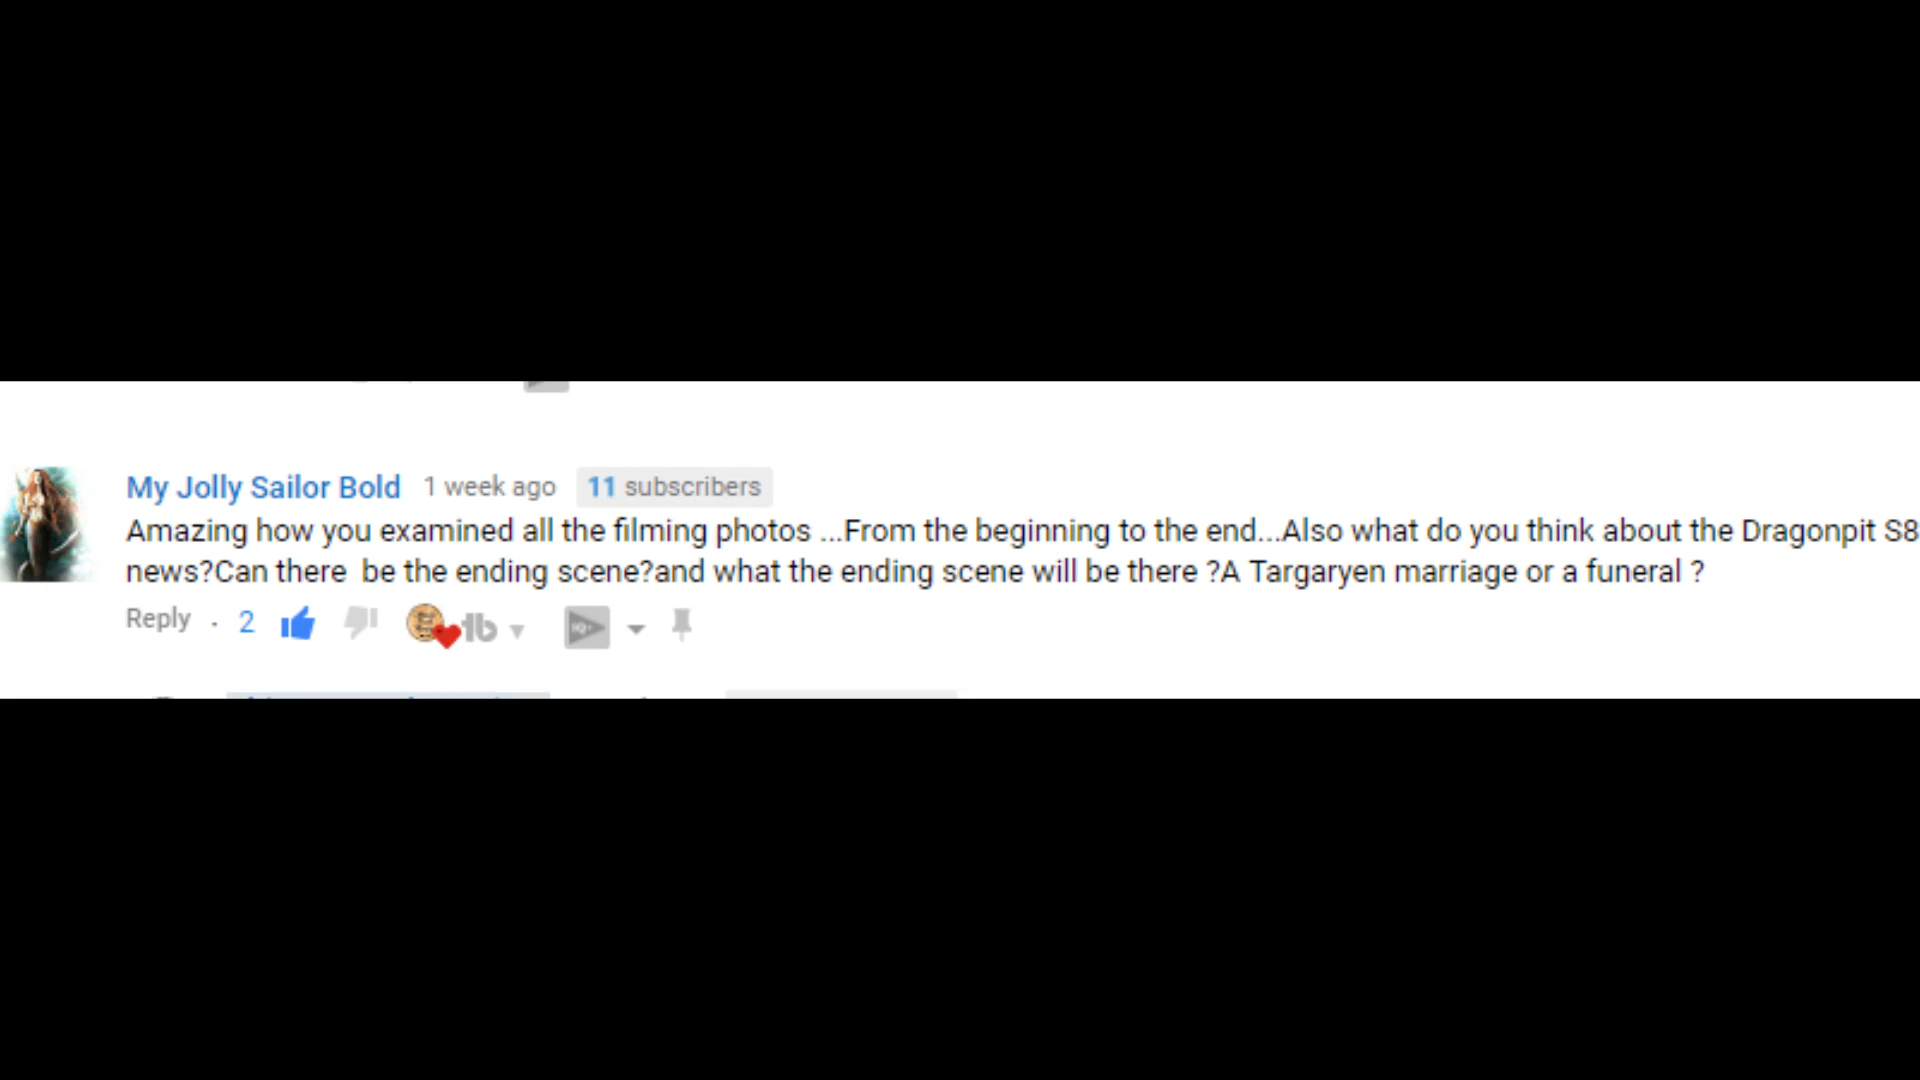 My Jolly Sailor Bold 1 week ago 11 subscribers
Amazing how you examined all the filming photos ...From the beginning to the end...Also what do you think about the Dragonpit S8
news?Can there  be the ending scene?and what the ending scene will be there ?A Targaryen marriage or a funeral ?
Reply . 2